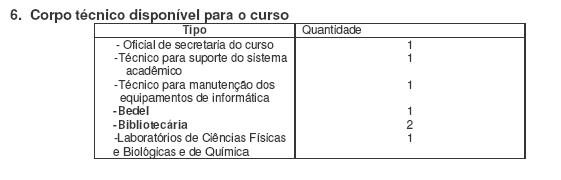 6. Corpo técnico disponível para o curso
Tipo Quantidade
- Oficial de secretaria do curso 1
-Técnico para suporte do sistema 1
acadêmico
-Técnico para manutenção dos 1
equipamentos de informática
-Bedel 1
-Bibliotecária 2
-Laboratórios de Ciências Físicas 1
e Biológicas e de Química